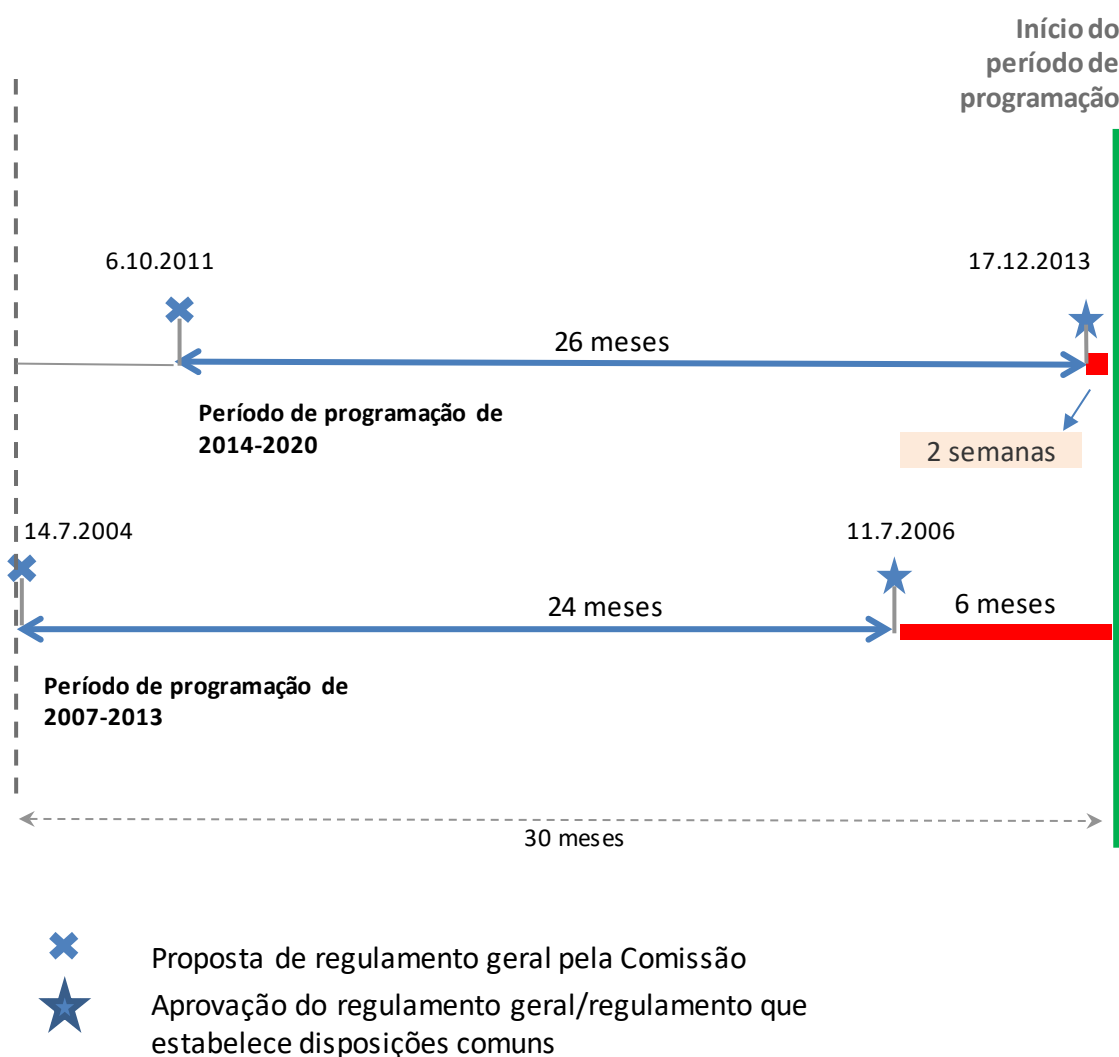 Início do
período de
programação
6.10.2011
17.12.2013
26 meses
Período de programação de
2014-2020
2 semanas
14.7.2004
11.7.2006
24 meses
6 meses
Período de programação de
2007-2013
30 meses
Proposta de regulamento geral pela Comissão
Aprovação do regulamento geral/regulamento que
estabelece disposições comuns